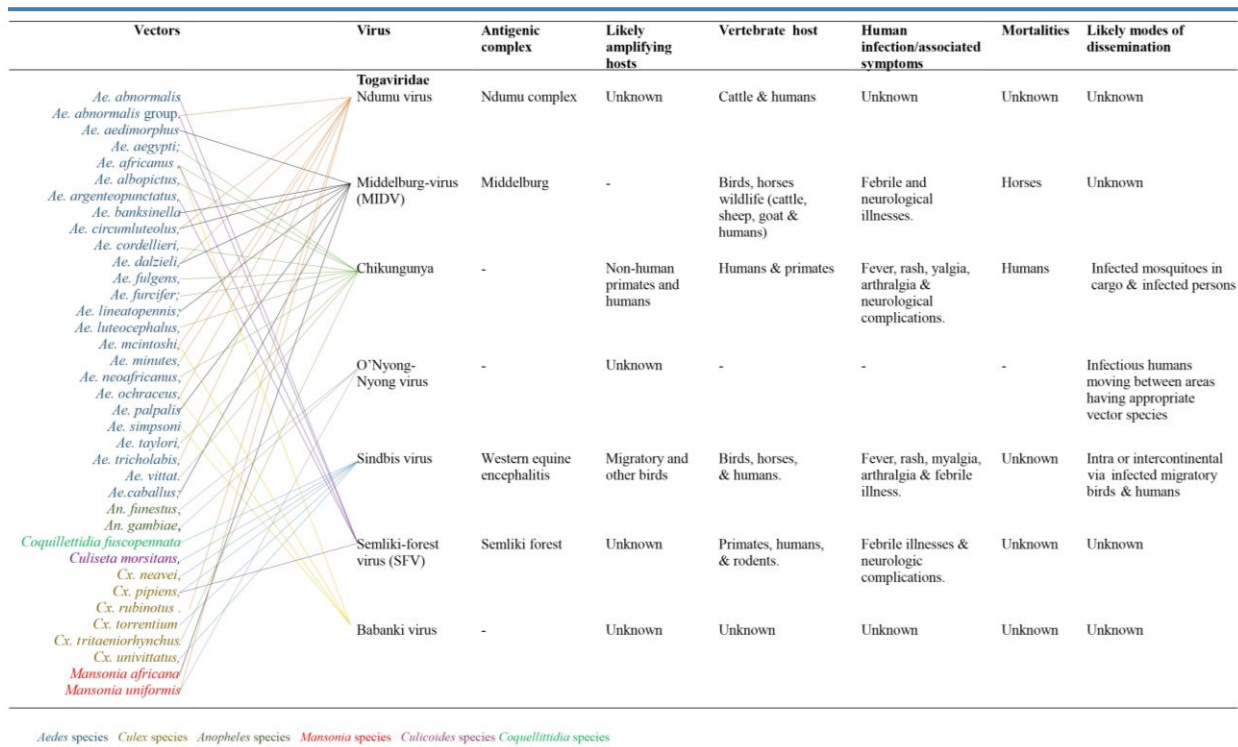 Vectors Virus Antigenic complex Likely amplifying hosts Vertebrate host Human infection/associated symptoms Mortalities Likely modes of dissemination
Togaviridae
Ae. abnormalis
Ae. abnormalis group,
Ae. aedimorphus
Ae. aegypti;
Ae. africanus ,
Ae. albopictus,
Ae. argenteopunctatus,
Ae. banksinella
Ae. circumluteolus,
Ae. cordellieri,
Ae. dalzieli,
Ae. fulgens,
Ae. furcifer;
Ae. lineatopennis;
Ae. luteocephalus,
Ae. mcintoshi,
Ae. minutes,
Ae. neoafricanus,
Ae. ochraceus,
Ae. palpalis
Ae. simpsoni
Ae. taylori,
Ae. tricholabis,
Ae. vittat.
Ae.caballus;
An. funestus,
An. gambiae,
Coquillettidia fuscopennata
Culiseta morsitans,
Cx. neavei,
Cx. pipiens,
Cx. rubinotus .
Cx. torrentium
Cx. tritaeniorhynchus
Cx. univittatus,
Mansonia africana
Mansonia uniformis
Ndumu virus Ndumu complex Unknown Cattle & humans Unknown Unknown Unknown
Middelburg-virus Middelburg - Birds, horses Febrile and Horses Unknown
(MIDV) wildlife (cattle, neurological
sheep, goat & illnesses.
humans)
Chikungunya - Non-human Humans & primates Fever, rash, yalgia, Humans Infected mosquitoes in
primates and arthralgia & cargo & infected persons
humans neurological
complications.
O’Nyong- - Unknown - - - Infectious humans
Nyong virus moving between areas
having appropriate
vector species
Sindbis virus Western equine Migratory and Birds, horses, Fever, rash, myalgia, Unknown Intra or intercontinental
encephalitis other birds & humans. arthralgia & febrile via infected migratory
illness. birds & humans
Semliki-forest Semliki forest Unknown Primates, humans, Febrile illnesses & Unknown Unknown
virus (SFV) & rodents. neurologic
complications.
Babanki virus - Unknown Unknown Unknown Unknown Unknown
Aedes species Culex species Anopheles species Mansonia species Culicoides species Coquellittidia species